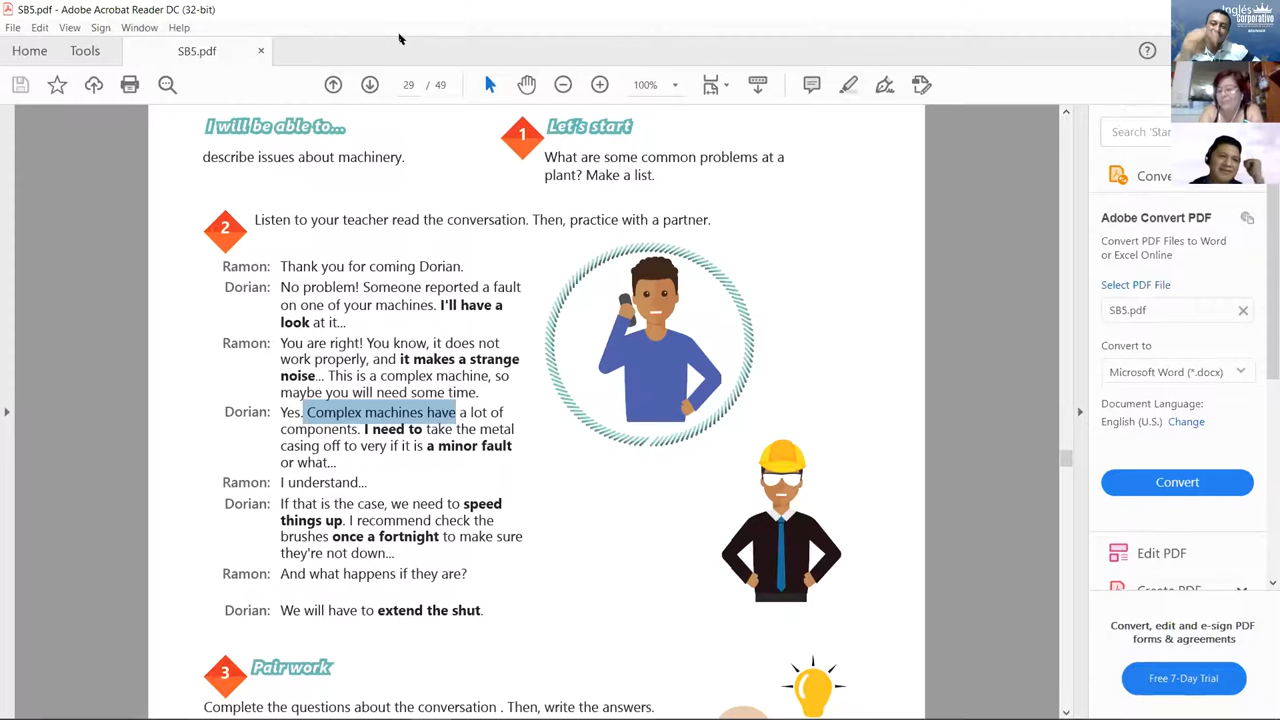 SB5.pdf - Adobe Acrobat Reader DC (32-bit)
File Edit View Sign Window Help
Home Tools SB5.pdf ×
29 / 49 100%
I will be able to...
describe issues about machinery.
1 Let's start
What are some common problems at a
plant? Make a list.
2 Listen to your teacher read the conversation. Then, practice with a partner.
Ramon: Thank you for coming Dorian.
Dorian: No problem! Someone reported a fault
on one of your machines. I'll have a
look at it...
Ramon: You are right! You know, it does not
work properly, and it makes a strange
noise... This is a complex machine, so
maybe you will need some time.
Dorian: Yes. Complex machines have a lot of
components. I need to take the metal
casing off to very if it is a minor fault
or what...
Ramon: I understand...
Dorian: If that is the case, we need to speed
things up. I recommend check the
brushes once a fortnight to make sure
they're not down...
Ramon: And what happens if they are?
Dorian: We will have to extend the shut.
3 Pair work
Complete the questions about the conversation . Then, write the answers.
Inglés
Corporativo
Search 'Star
Conve
Adobe Convert PDF
Convert PDF Files to Word
or Excel Online
Select PDF File
SB5.pdf
Convert to
Microsoft Word (*.docx)
Document Language:
English (U.S.) Change
Convert
Edit PDF
Create PDF
Convert, edit and e-sign PDF
forms & agreements
Free 7-Day Trial